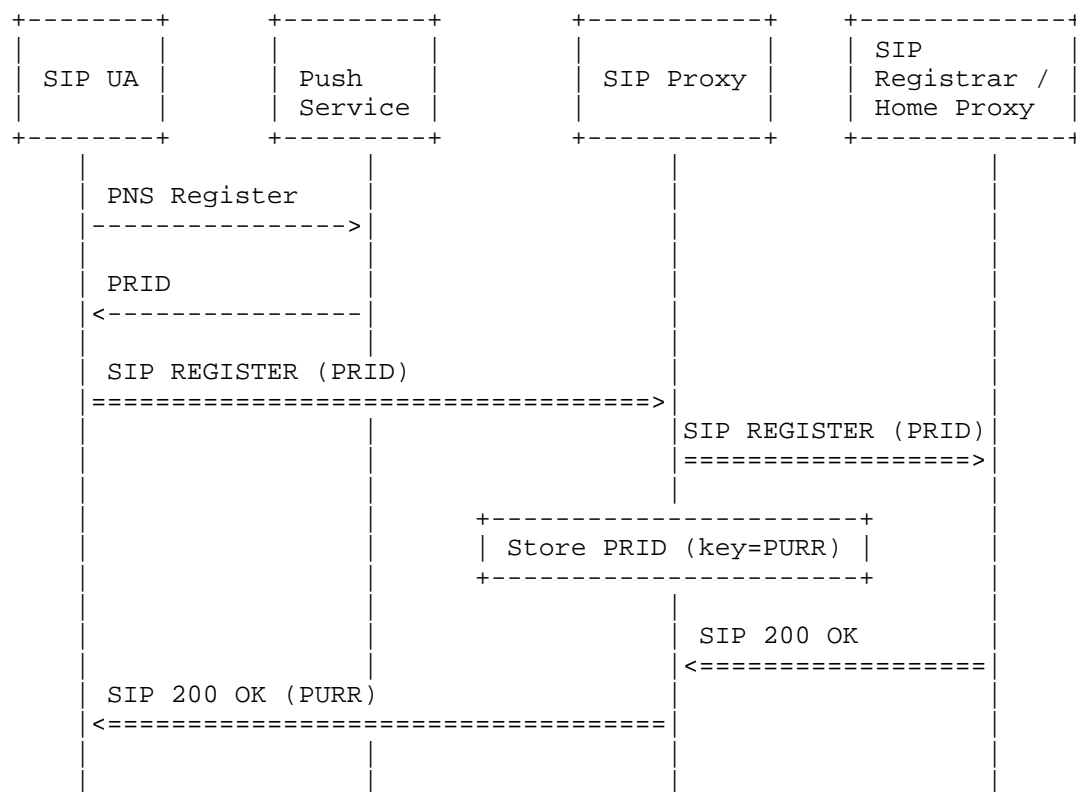 SIP UA
Push
Service
SIP Proxy
SIP
Registrar /
Home Proxy
PNS Register
PRID
SIP REGISTER (PRID)
SIP REGISTER (PRID)
Store PRID (key=PURR)
SIP 200 OK
SIP 200 OK (PURR)